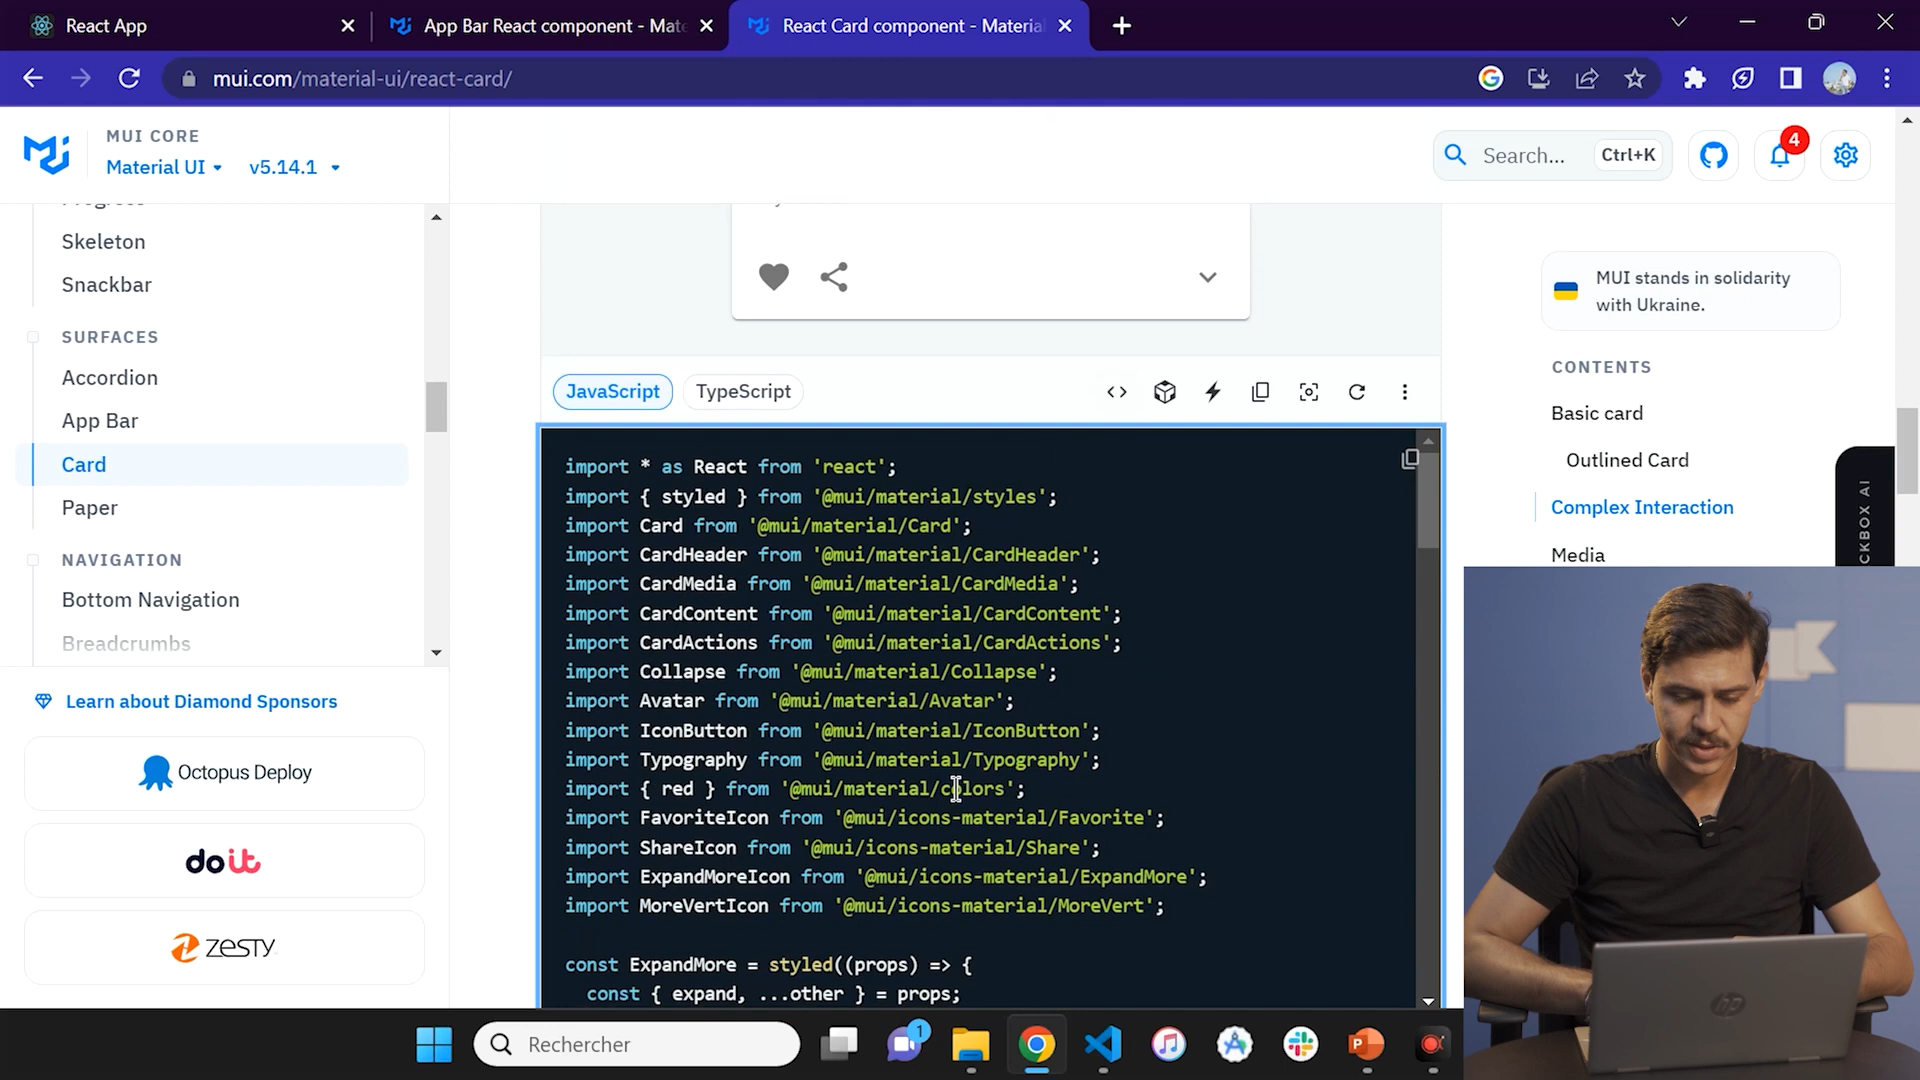 React App
App Bar React component - Mate
React Card component - Materia
mui.com/material-ui/react-card/
MUI CORE
Material UI
v5.14.1
Search...
Ctrl+K
4
Progress
Skeleton
Snackbar
SURFACES
Accordion
App Bar
Card
Paper
NAVIGATION
Bottom Navigation
Breadcrumbs
Learn about Diamond Sponsors
Octopus Deploy
doit
ZESTY
JavaScript
TypeScript
import * as React from 'react';
import { styled } from '@mui/material/styles';
import Card from '@mui/material/Card';
import CardHeader from '@mui/material/CardHeader';
import CardMedia from '@mui/material/CardMedia';
import CardContent from '@mui/material/CardContent';
import CardActions from '@mui/material/CardActions';
import Collapse from '@mui/material/Collapse';
import Avatar from '@mui/material/Avatar';
import IconButton from '@mui/material/IconButton';
import Typography from '@mui/material/Typography';
import { red } from '@mui/material/colors';
import FavoriteIcon from '@mui/icons-material/Favorite';
import ShareIcon from '@mui/icons-material/Share';
import ExpandMoreIcon from '@mui/icons-material/ExpandMore';
import MoreVertIcon from '@mui/icons-material/MoreVert';
const ExpandMore = styled((props) => {
const { expand, ...other } = props;
MUI stands in solidarity
with Ukraine.
CONTENTS
Basic card
Outlined Card
Complex Interaction
Media
CKBOX AI
hp
Rechercher
1
P